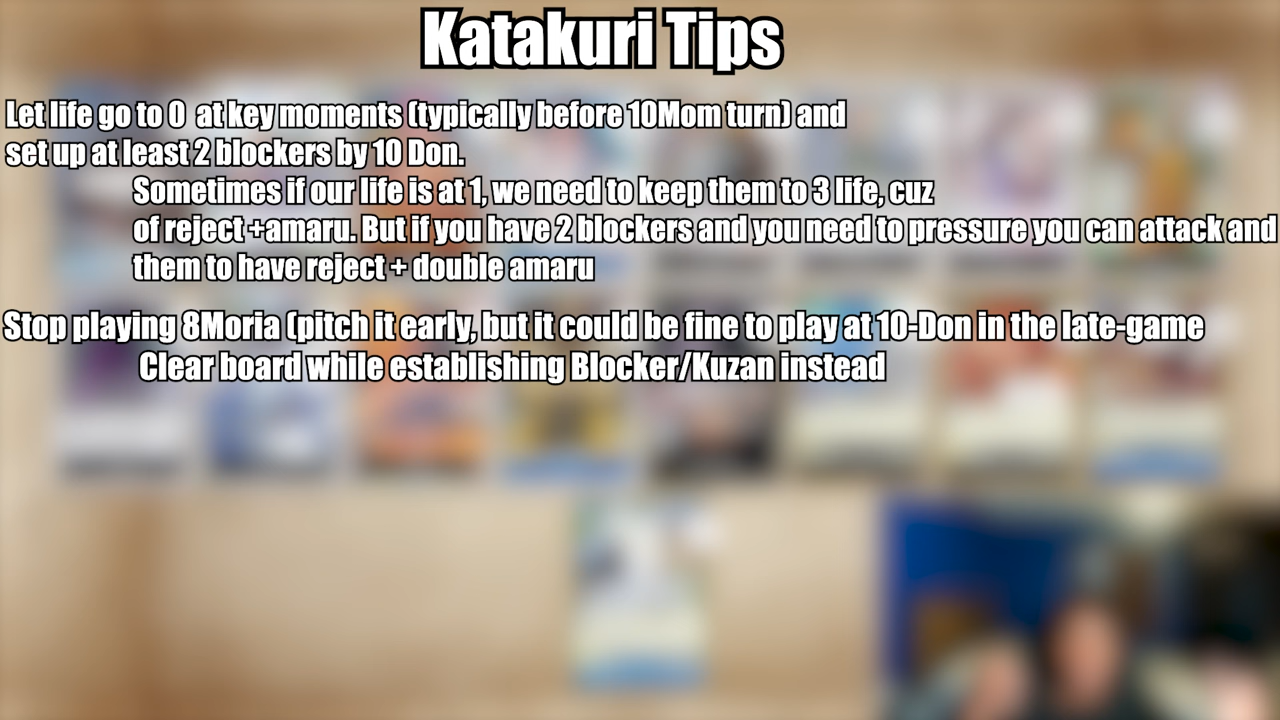 Katakuri Tips
Let life go to 0 at key moments (typically before 10Mom turn) and
set up at least 2 blockers by 10 Don.
Sometimes if our life is at 1, we need to keep them to 3 life, cuz
of reject +amaru. But if you have 2 blockers and you need to pressure you can attack and
them to have reject + double amaru
Stop playing 8Moria (pitch it early, but it could be fine to play at 10-Don in the late-game
Clear board while establishing Blocker/Kuzan instead